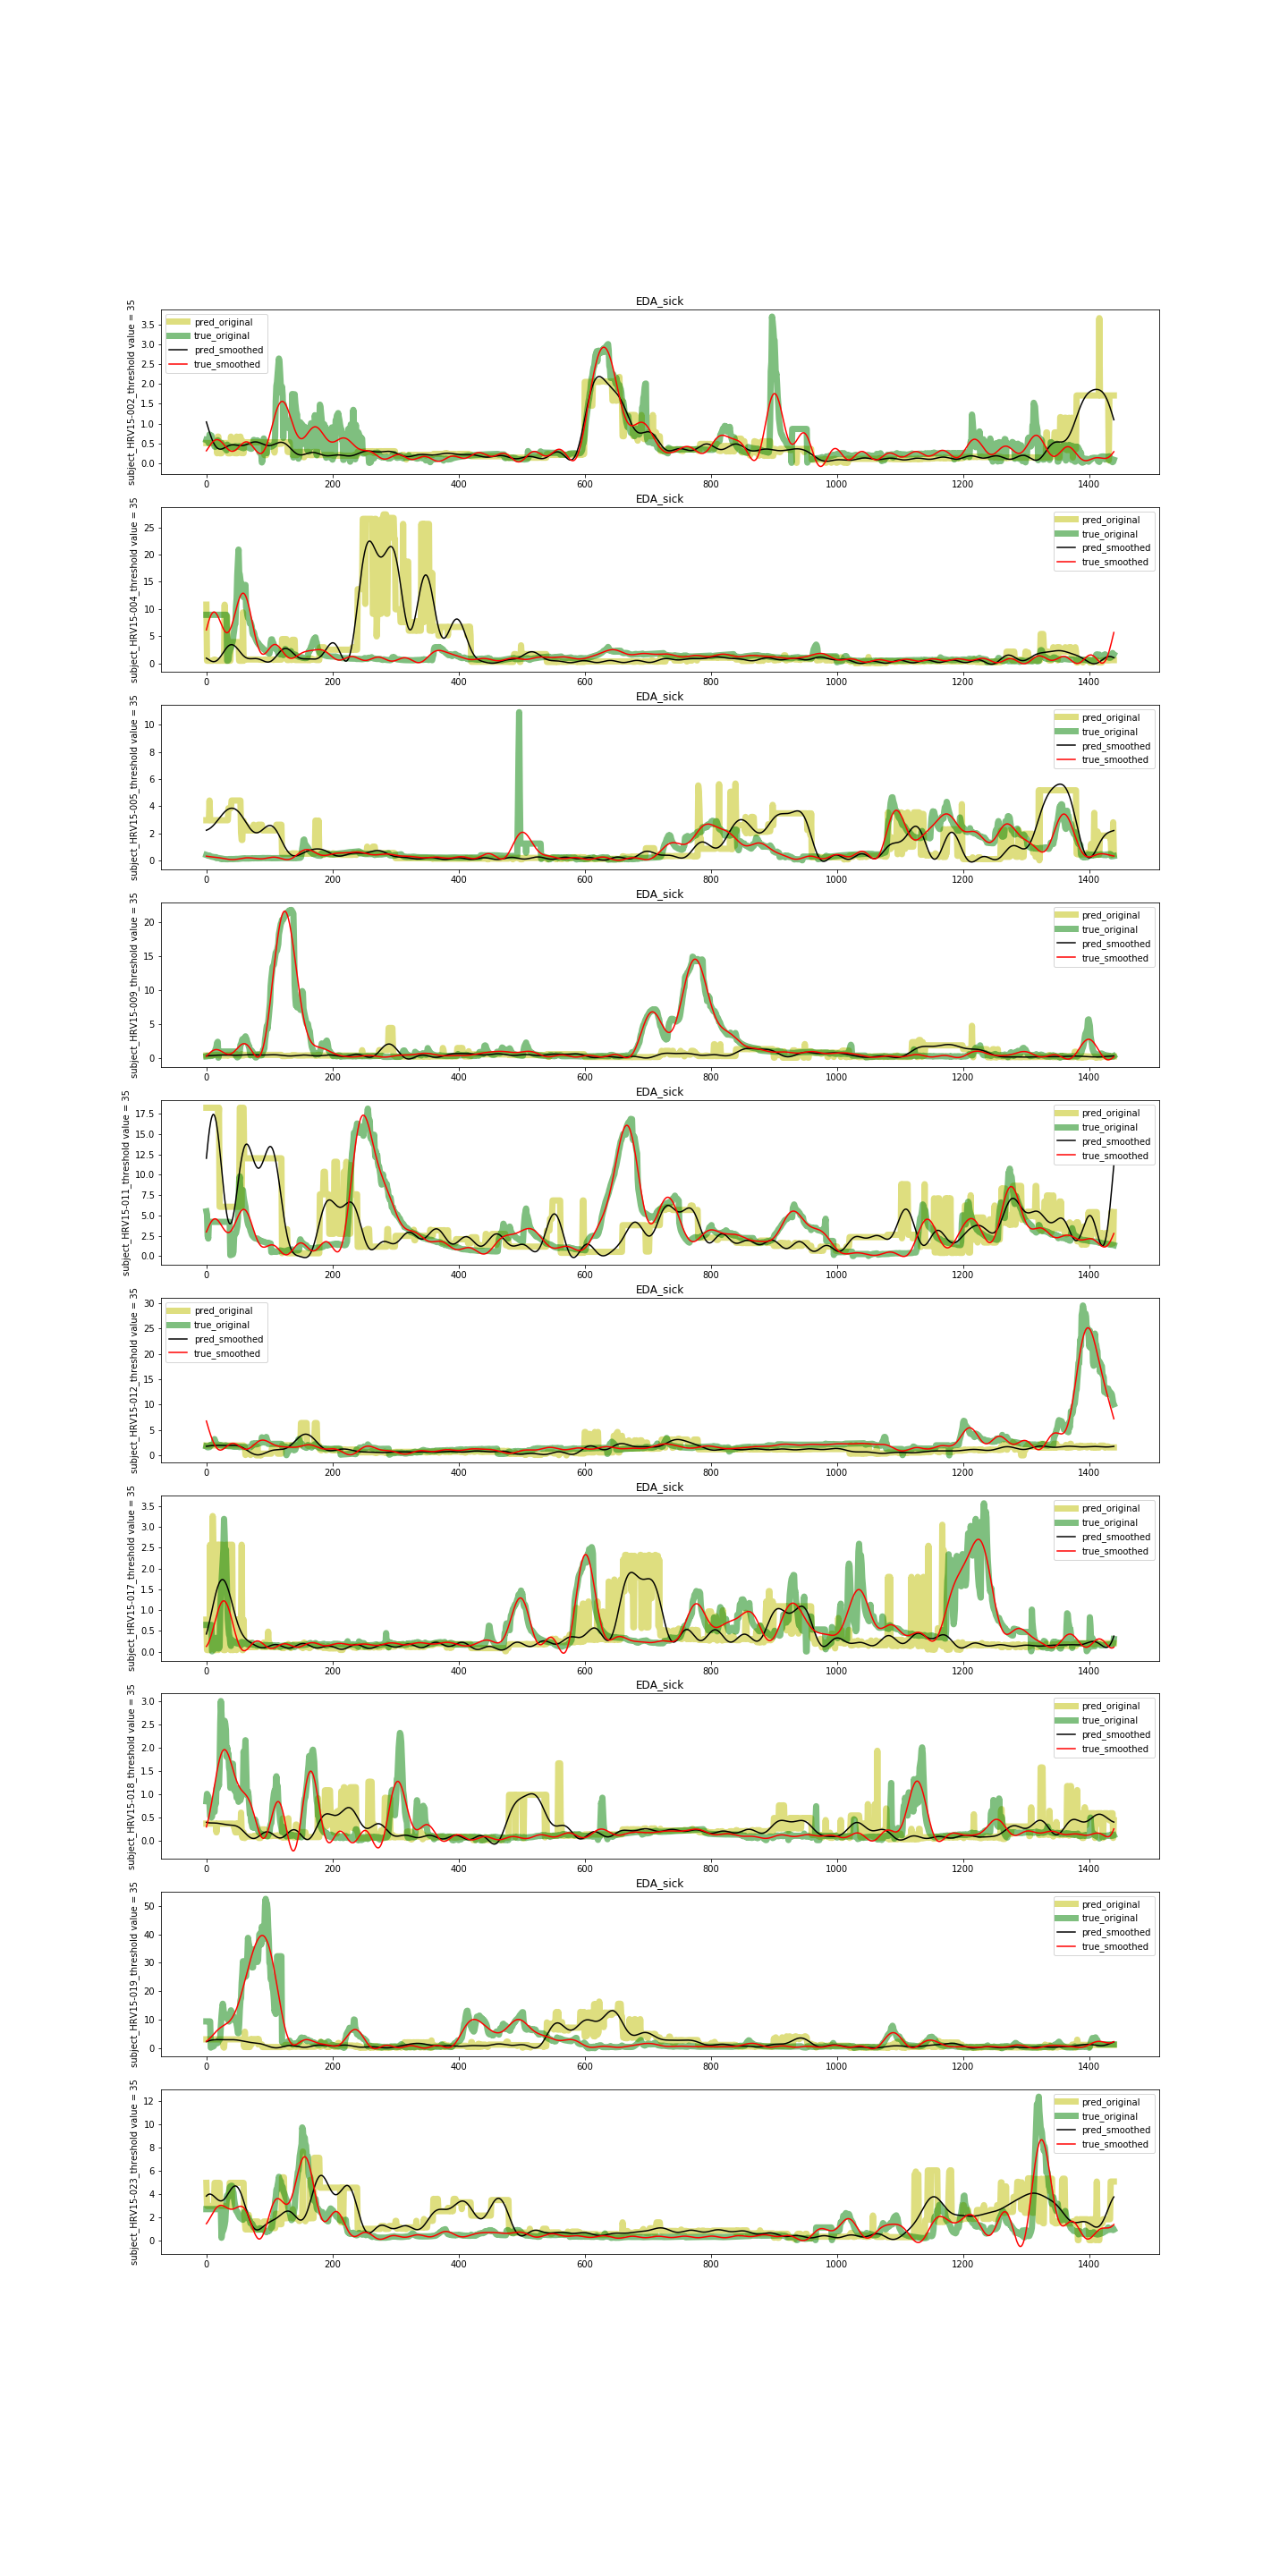 EDA_sick
subject_HRV15-002_threshold value = 35
3.5
3.0
2.5
2.0
1.5
1.0
0.5
0.0
pred_original
true_original
pred_smoothed
true_smoothed
0 200 400 600 800 1000 1200 1400
EDA_sick
subject_HRV15-004_threshold value = 35
25
20
15
10
5
0
pred_original
true_original
pred_smoothed
true_smoothed
0 200 400 600 800 1000 1200 1400
EDA_sick
subject_HRV15-005_threshold value = 35
10
8
6
4
2
0
pred_original
true_original
pred_smoothed
true_smoothed
0 200 400 600 800 1000 1200 1400
EDA_sick
subject_HRV15-009_threshold value = 35
20
15
10
5
0
pred_original
true_original
pred_smoothed
true_smoothed
0 200 400 600 800 1000 1200 1400
EDA_sick
subject_HRV15-011_threshold value = 35
17.5
15.0
12.5
10.0
7.5
5.0
2.5
0.0
pred_original
true_original
pred_smoothed
true_smoothed
0 200 400 600 800 1000 1200 1400
EDA_sick
subject_HRV15-012_threshold value = 35
30
25
20
15
10
5
0
pred_original
true_original
pred_smoothed
true_smoothed
0 200 400 600 800 1000 1200 1400
EDA_sick
subject_HRV15-017_threshold value = 35
3.5
3.0
2.5
2.0
1.5
1.0
0.5
0.0
pred_original
true_original
pred_smoothed
true_smoothed
0 200 400 600 800 1000 1200 1400
EDA_sick
subject_HRV15-018_threshold value = 35
3.0
2.5
2.0
1.5
1.0
0.5
0.0
pred_original
true_original
pred_smoothed
true_smoothed
0 200 400 600 800 1000 1200 1400
EDA_sick
subject_HRV15-019_threshold value = 35
50
40
30
20
10
0
pred_original
true_original
pred_smoothed
true_smoothed
0 200 400 600 800 1000 1200 1400
subject_HRV15-023_threshold value = 35
12
10
8
6
4
2
0
pred_original
true_original
pred_smoothed
true_smoothed
0 200 400 600 800 1000 1200 1400